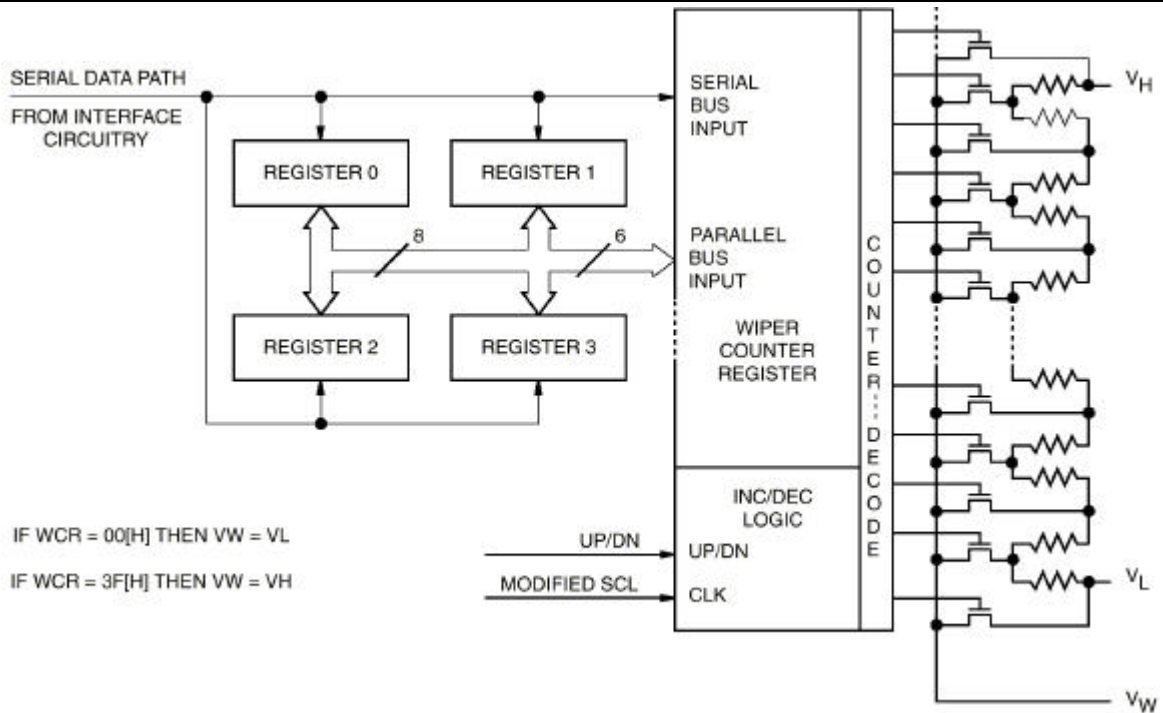 SERIAL DATA PATH
FROM INTERFACE
CIRCUITRY
REGISTER 0
REGISTER 1
8
6
REGISTER 2
REGISTER 3
SERIAL
BUS
INPUT
PARALLEL
BUS
INPUT
WIPER
COUNTER
REGISTER
INC/DEC
LOGIC
UP/DN
UP/DN
MODIFIED SCL
CLK
COUNTER DECODE
IF WCR = 00[H] THEN VW = VL
IF WCR = 3F[H] THEN VW = VH
VH
VL
VW